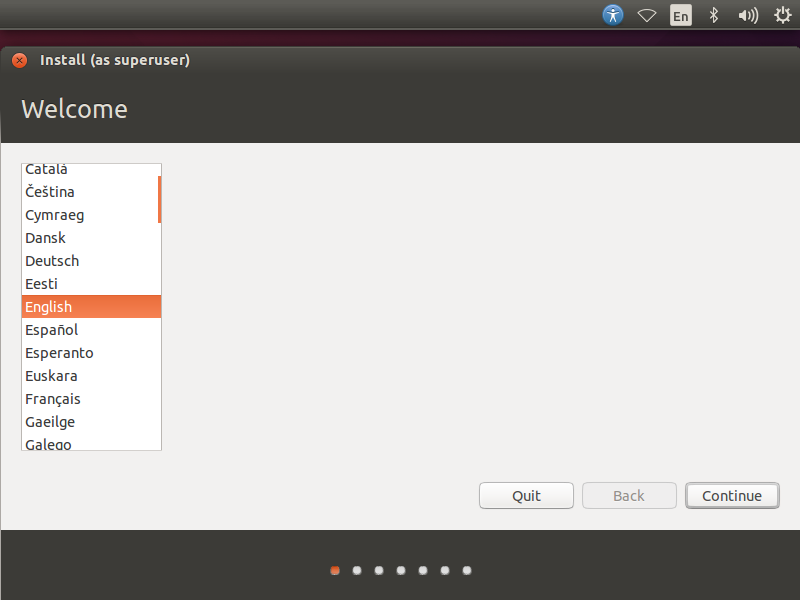 En
Install (as superuser)
Welcome
Català
Čeština
Cymraeg
Dansk
Deutsch
Eesti
English
Español
Esperanto
Euskara
Français
Gaeilge
Galego
Quit
Back
Continue